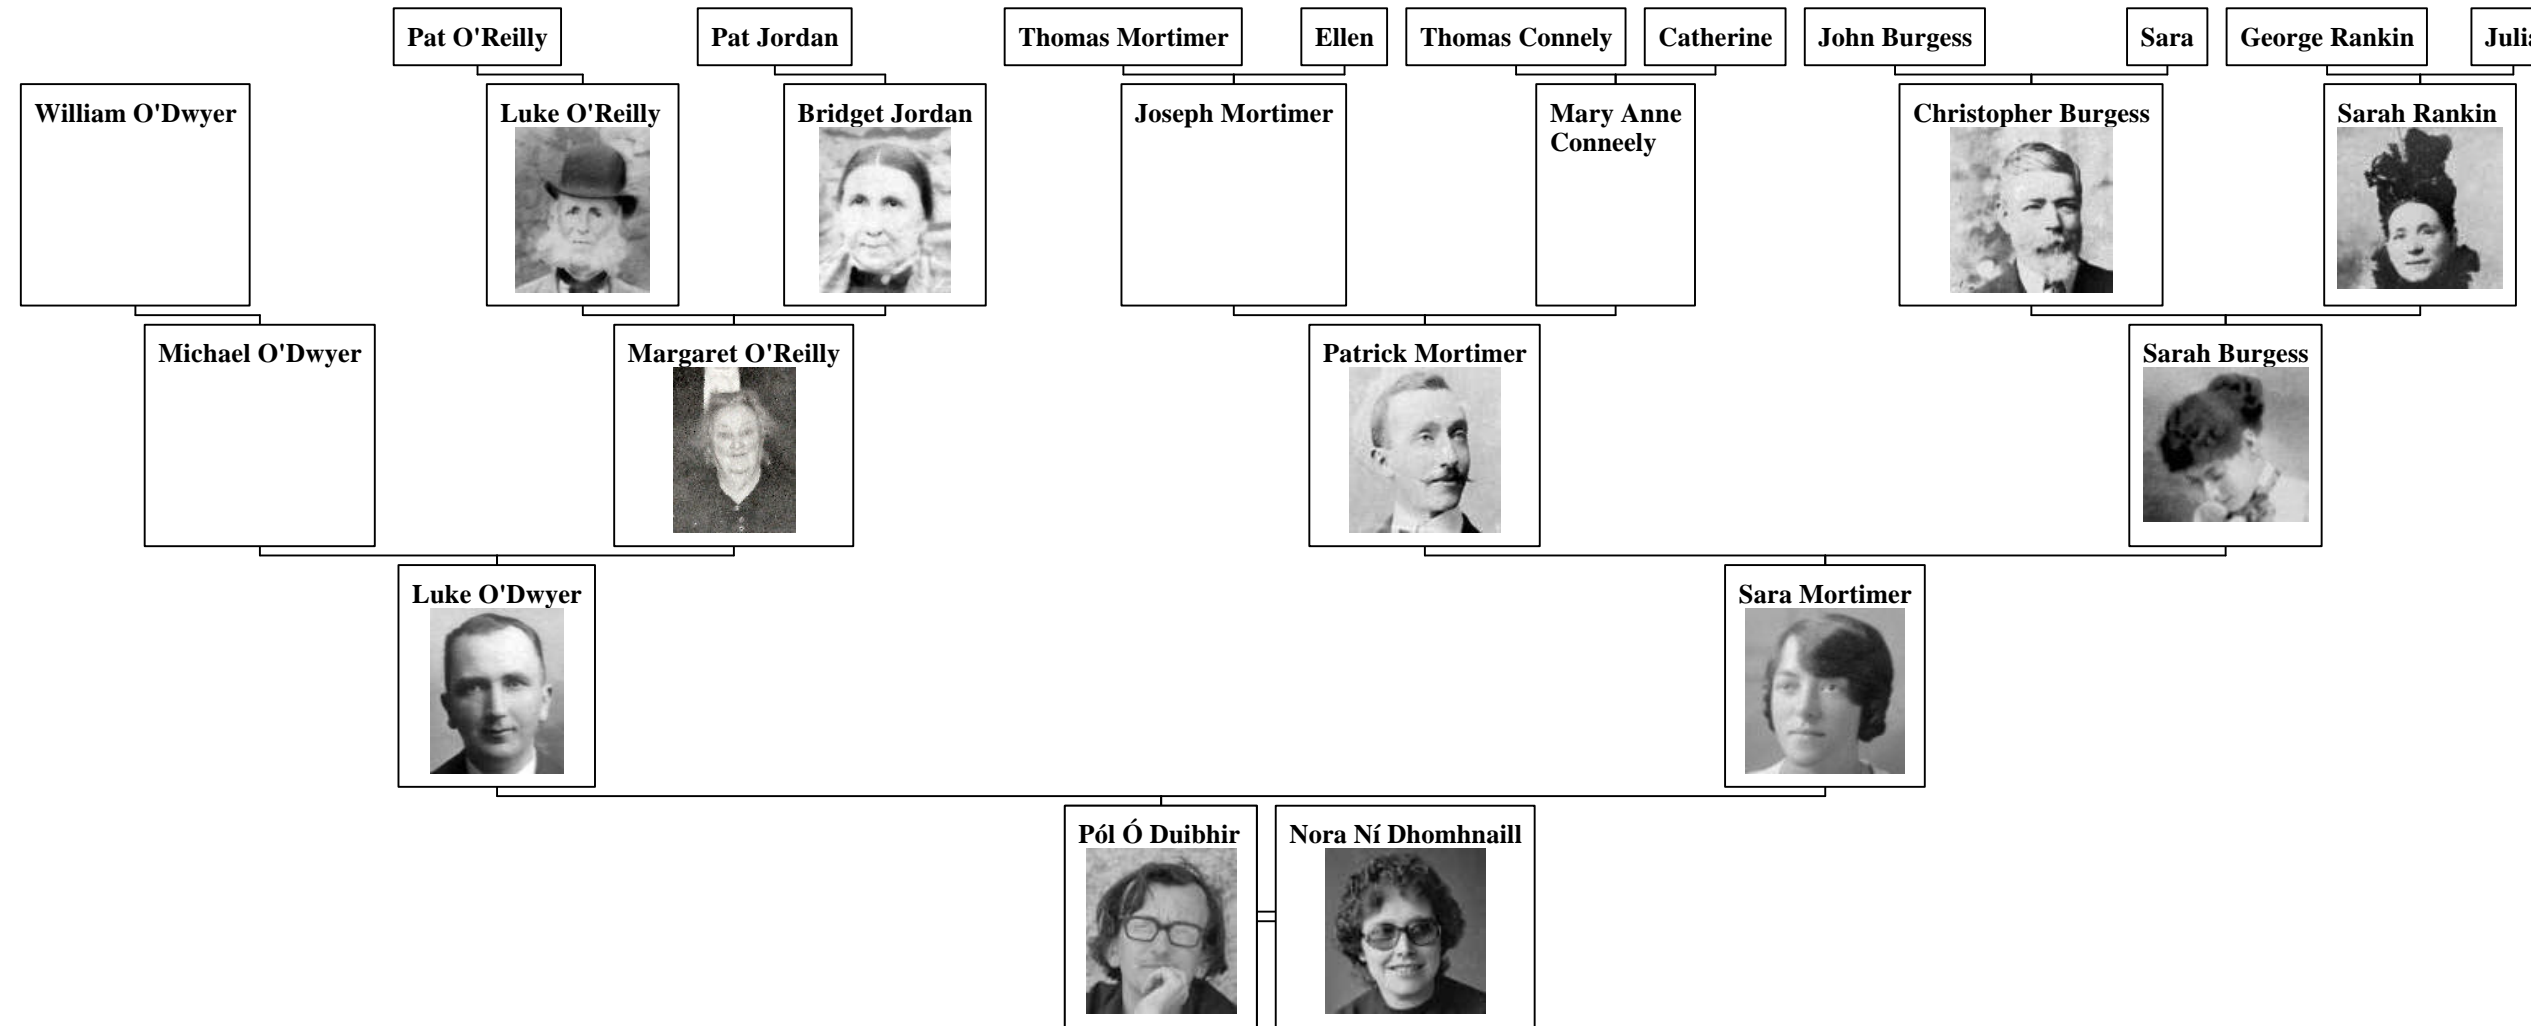 Pat O'Reilly
Pat Jordan
Thomas Mortimer
Ellen
Thomas Connely
Catherine
John Burgess
Sara
George Rankin
William O'Dwyer
Luke O'Reilly
Bridget Jordan
Joseph Mortimer
Mary Anne
Conneely
Christopher Burgess
Sarah Rankin
Michael O'Dwyer
Margaret O'Reilly
Patrick Mortimer
Sarah Burgess
Luke O'Dwyer
Sara Mortimer
Pól Ó Duibhir
Nora Ní Dhomhnaill